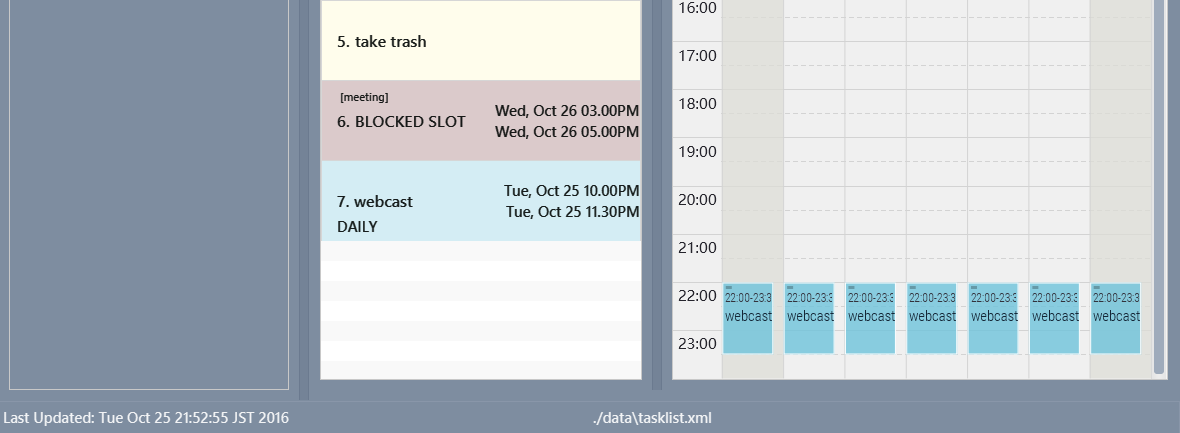 5. take trash
[meeting]
6. BLOCKED SLOT
Wed, Oct 26 03.00PM
Wed, Oct 26 05.00PM
7. webcast
DAILY
Tue, Oct 25 10.00PM
Tue, Oct 25 11.30PM
16:00
17:00
18:00
19:00
20:00
21:00
22:00
23:00
22:00-23:3 22:00-23:3 22:00-23:3 22:00-23:3 22:00-23:3 22:00-23:3 22:00-23:3
webcast webcast webcast webcast webcast webcast webcast
Last Updated: Tue Oct 25 21:52:55 JST 2016
./data\tasklist.xml